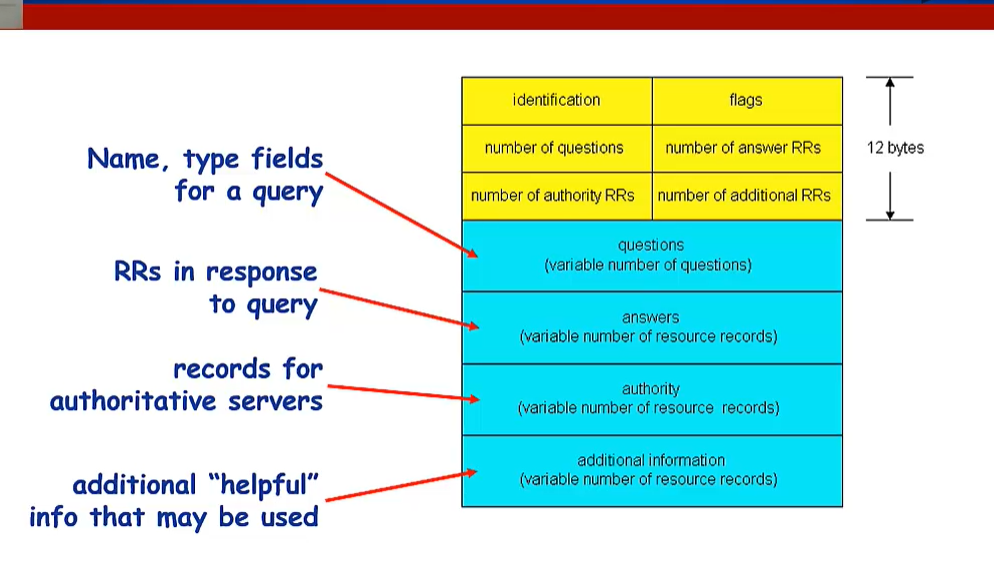 identification
flags
number of questions
number of answer RRs
12 bytes
number of authority RRs
number of additional RRs
Name, type fields
for a query
questions
(variable number of questions)
RRs in response
to query
answers
(variable number of resource records)
records for
authoritative servers
authority
(variable number of resource records)
additional "helpful"
info that may be used
additional information
(variable number of resource records)